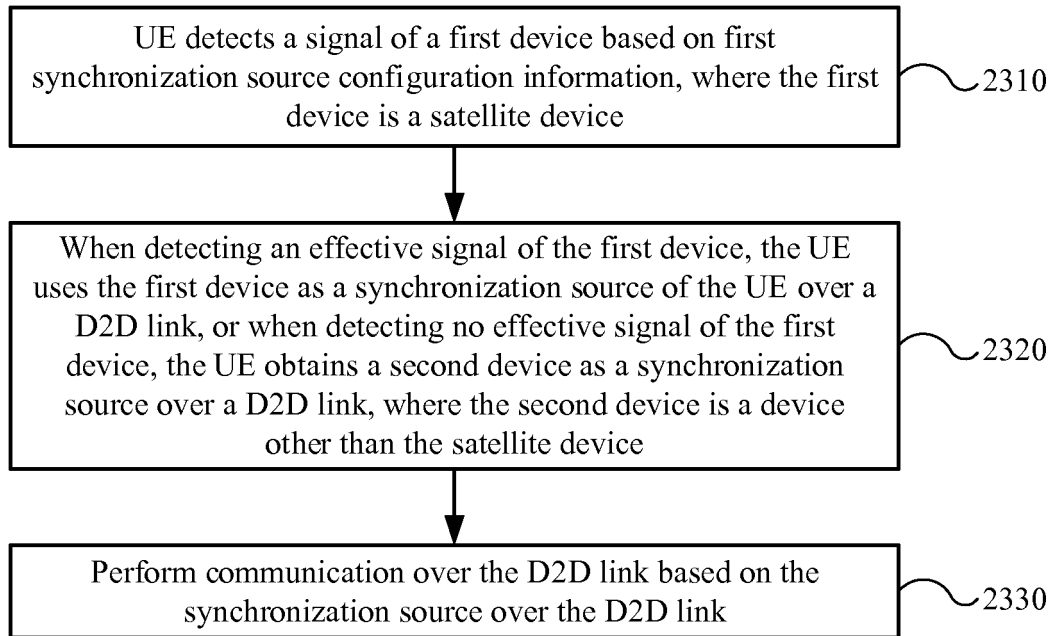 UE detects a signal of a first device based on first
synchronization source configuration information, where the first
device is a satellite device
2310
When detecting an effective signal of the first device, the UE
uses the first device as a synchronization source of the UE over a
D2D link, or when detecting no effective signal of the first
device, the UE obtains a second device as a synchronization
source over a D2D link, where the second device is a device
other than the satellite device
2320
Perform communication over the D2D link based on the
synchronization source over the D2D link
2330